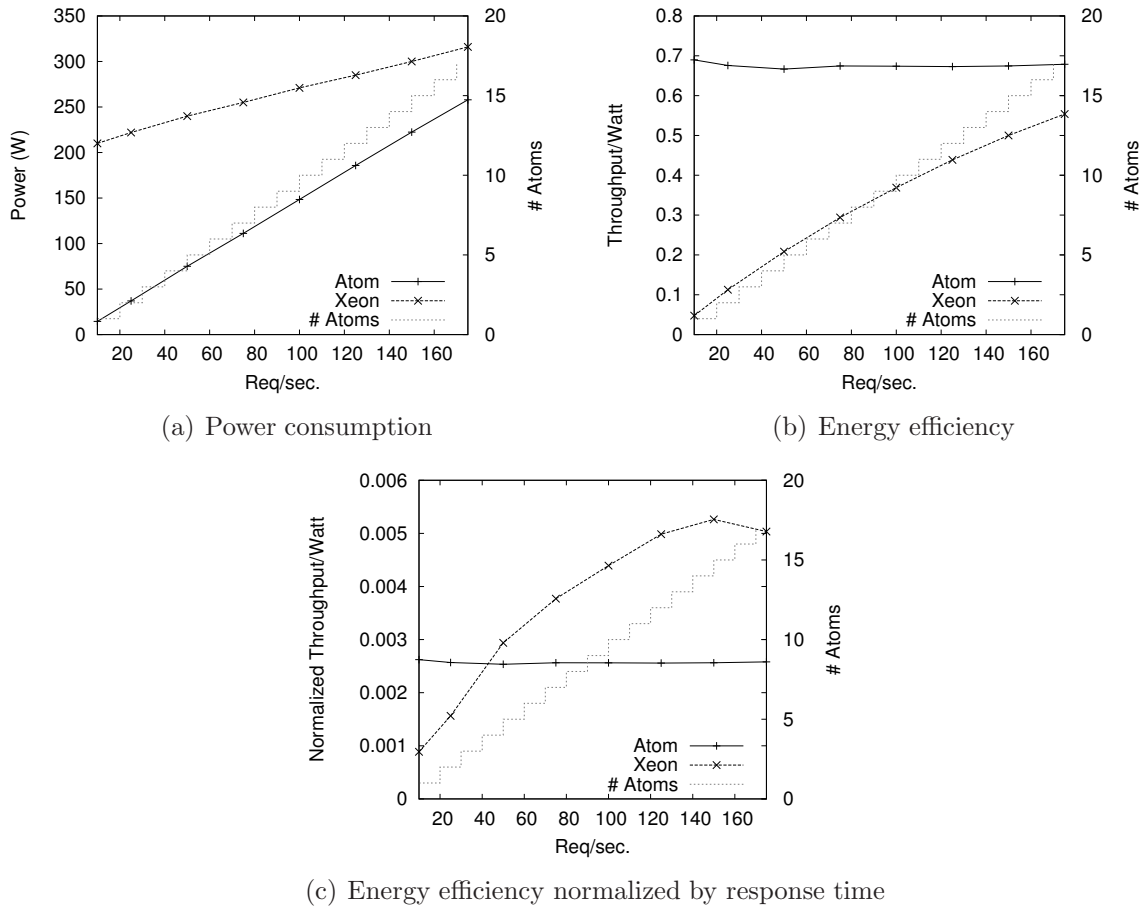 350
300
250
200
150
100
50
0
20 40 60 80 100 120 140 160
20
15
10
5
0
Power (W)
# Atoms
Req/sec.
Atom
Xeon
# Atoms
(a) Power consumption
0.8
0.7
0.6
0.5
0.4
0.3
0.2
0.1
0
20 40 60 80 100 120 140 160
20
15
10
5
0
Throughput/Watt
# Atoms
Req/sec.
Atom
Xeon
# Atoms
(b) Energy efficiency
0.006
0.005
0.004
0.003
0.002
0.001
0
20 40 60 80 100 120 140 160
20
15
10
5
0
Normalized Throughput/Watt
# Atoms
Req/sec.
Atom
Xeon
# Atoms
(c) Energy efficiency normalized by response time